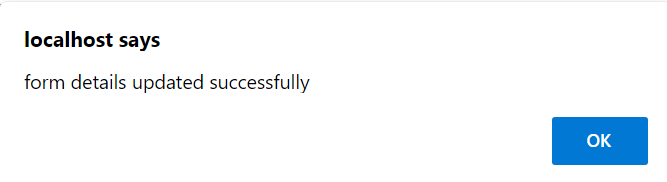 localhost says
form details updated successfully
OK